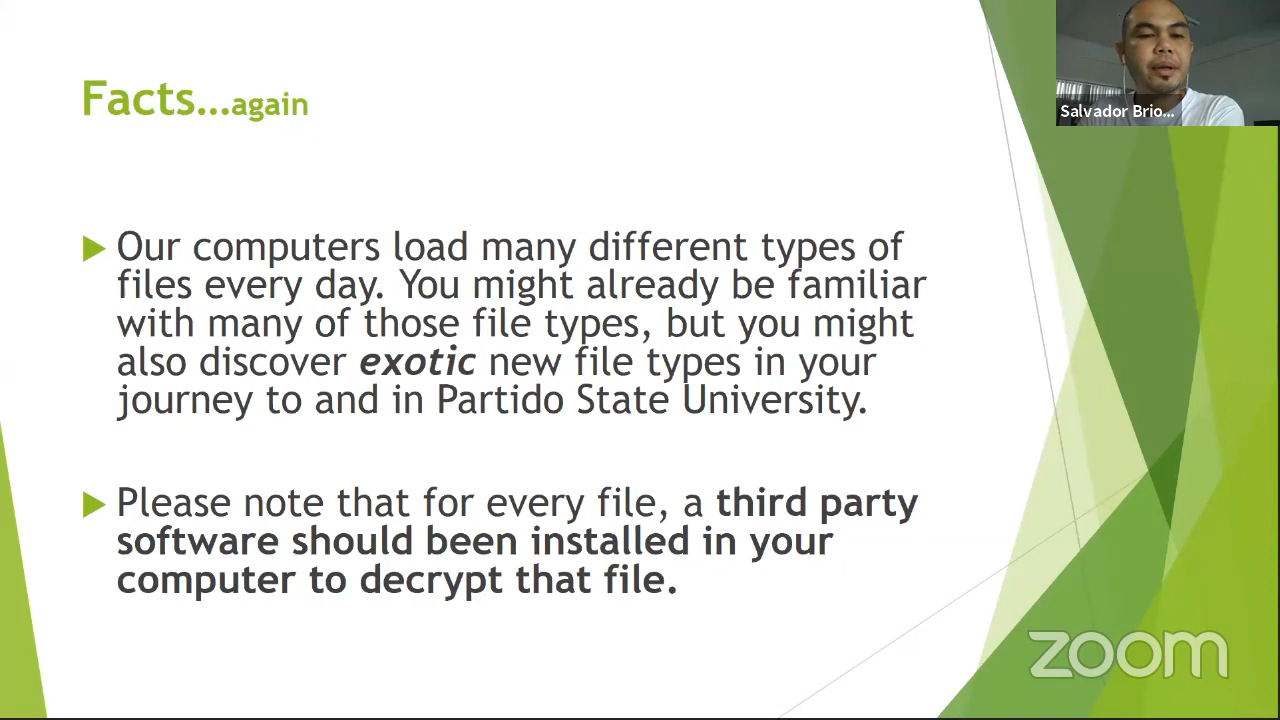 Facts...again
Salvador Brio...
Our computers load many different types of
files every day. You might already be familiar
with many of those file types, but you might
also discover exotic new file types in your
journey to and in Partido State University.
Please note that for every file, a third party
software should been installed in your
computer to decrypt that file.
zoom